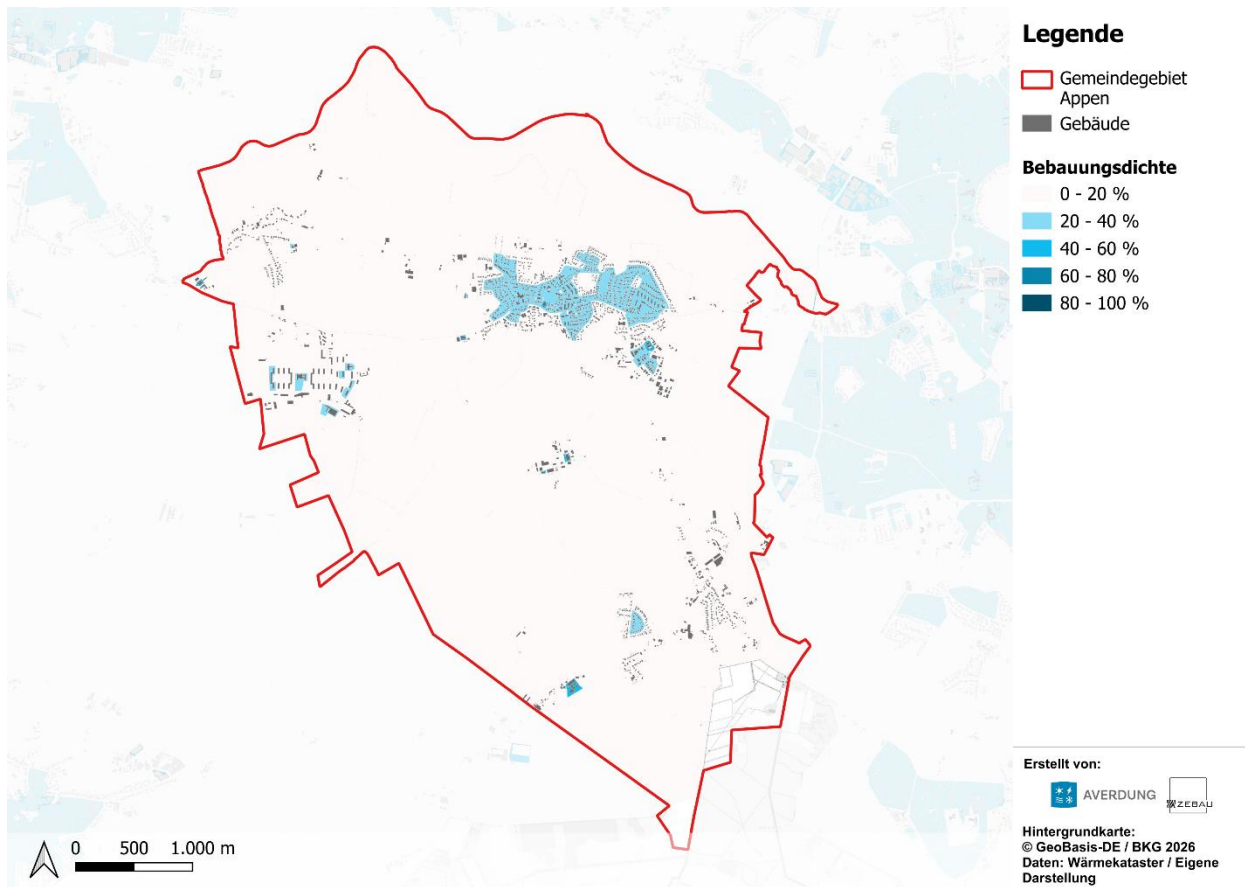 Legende
Gemeindegebiet
Appen
Gebäude
Bebauungsdichte
0 - 20 %
20 - 40 %
40 - 60 %
60 - 80 %
80 - 100 %
Erstellt von:
AVERDUNG
ZEBAU
Hintergrundkarte:
© GeoBasis-DE / BKG 2026
Daten: Wärmekataster / Eigene
Darstellung
0 500 1.000 m